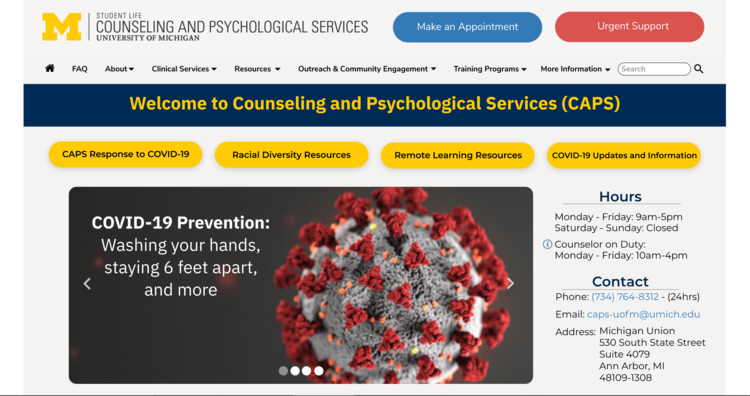 M
STUDENT LIFE
COUNSELING AND PSYCHOLOGICAL SERVICES
UNIVERSITY OF MICHIGAN
Make an Appointment
Urgent Support
FAQ
About
Clinical Services
Resources
Outreach & Community Engagement
Training Programs
More Information
Search
Welcome to Counseling and Psychological Services (CAPS)
CAPS Response to COVID-19
Racial Diversity Resources
Remote Learning Resources
COVID-19 Updates and Information
COVID-19 Prevention:
Washing your hands,
staying 6 feet apart,
and more
Hours
Monday - Friday: 9am-5pm
Saturday - Sunday: Closed
i Counselor on Duty:
Monday - Friday: 10am-4pm
Contact
Phone: (734) 764-8312 - (24hrs)
Email: caps-uofm@umich.edu
Address: Michigan Union
530 South State Street
Suite 4079
Ann Arbor, MI
48109-1308